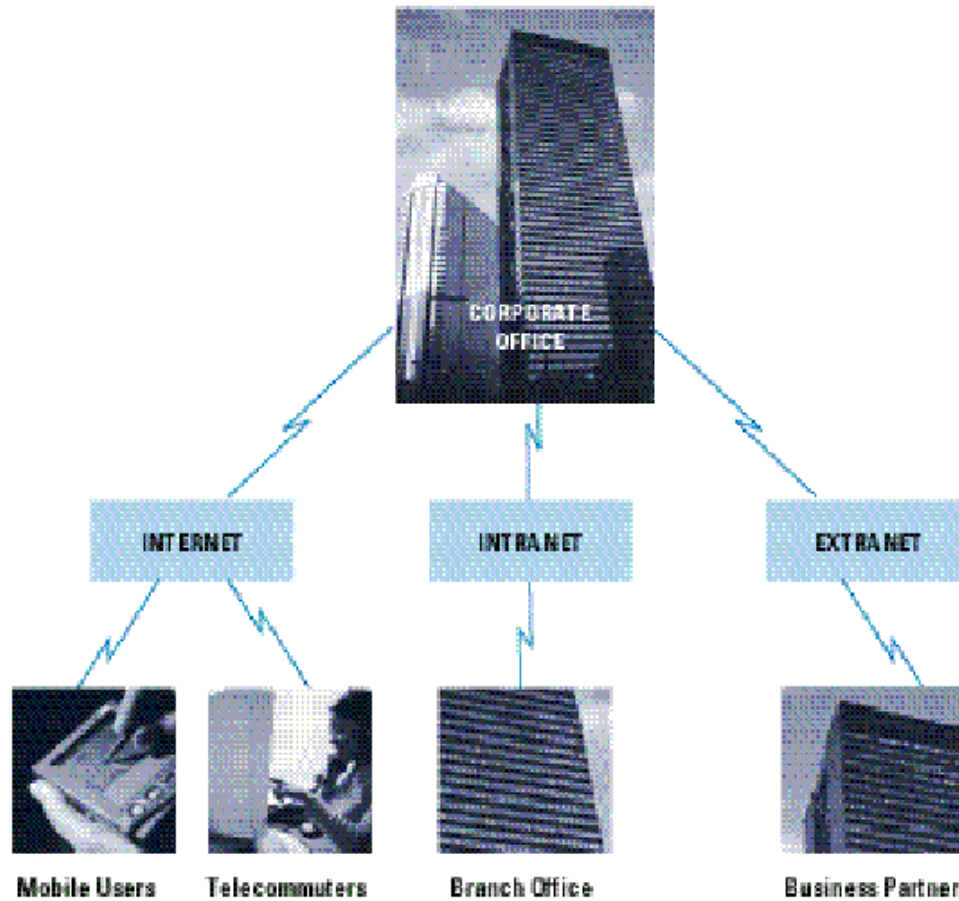 CORPORATE
OFFICE
INTERNET
INTRANET
EXTRANET
Mobile Users
Telecommuters
Branch Office
Business Partner